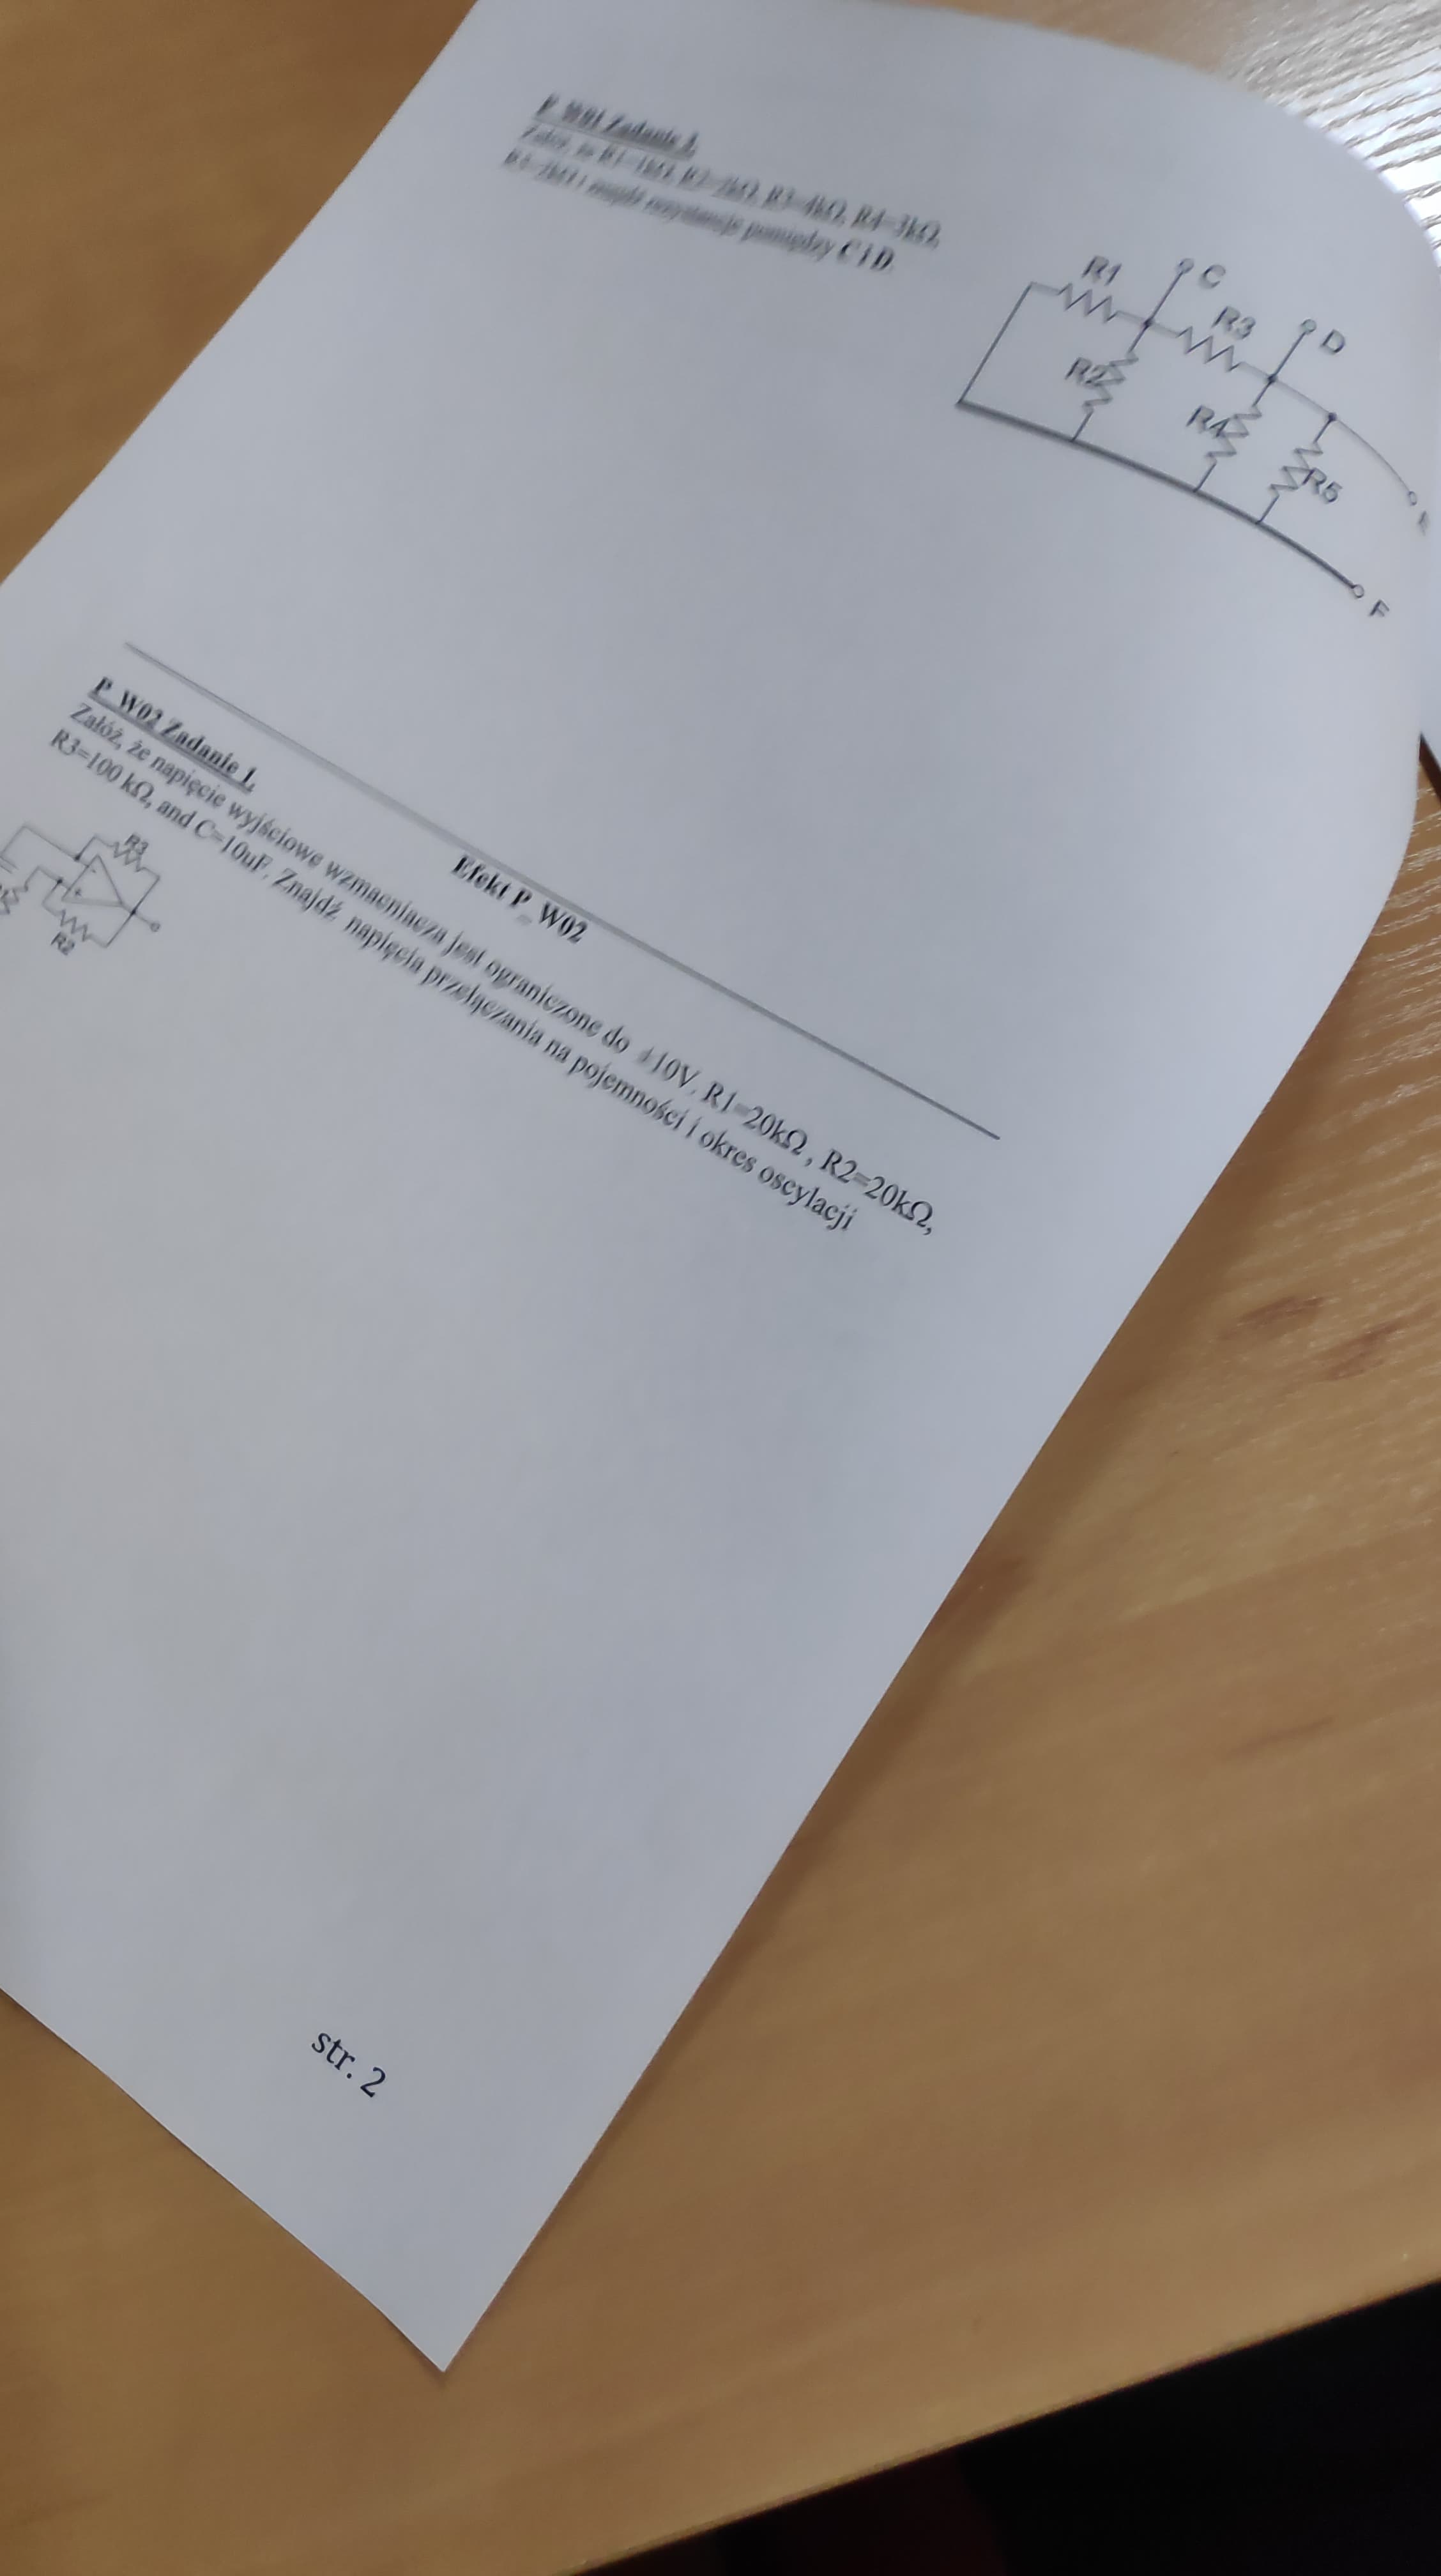 P_W01 Zadanie 1.
Załóż, że R1=1kΩ, R2=2kΩ, R3=4kΩ, R4=3kΩ,
i znajdź rezystancję pomiędzy C i D.
R1
C
R3
D
R2
R4
R5
F
Efekt P_W02
P_W02 Zadanie 1.
Załóż, że napięcie wyjściowe wzmacniacza jest ograniczone do ±10V. R1=20kΩ , R2=20kΩ,
R3=100 kΩ, and C=10uF. Znajdź napięcia przełączania na pojemności i okres oscylacji
R3
R2
str. 2